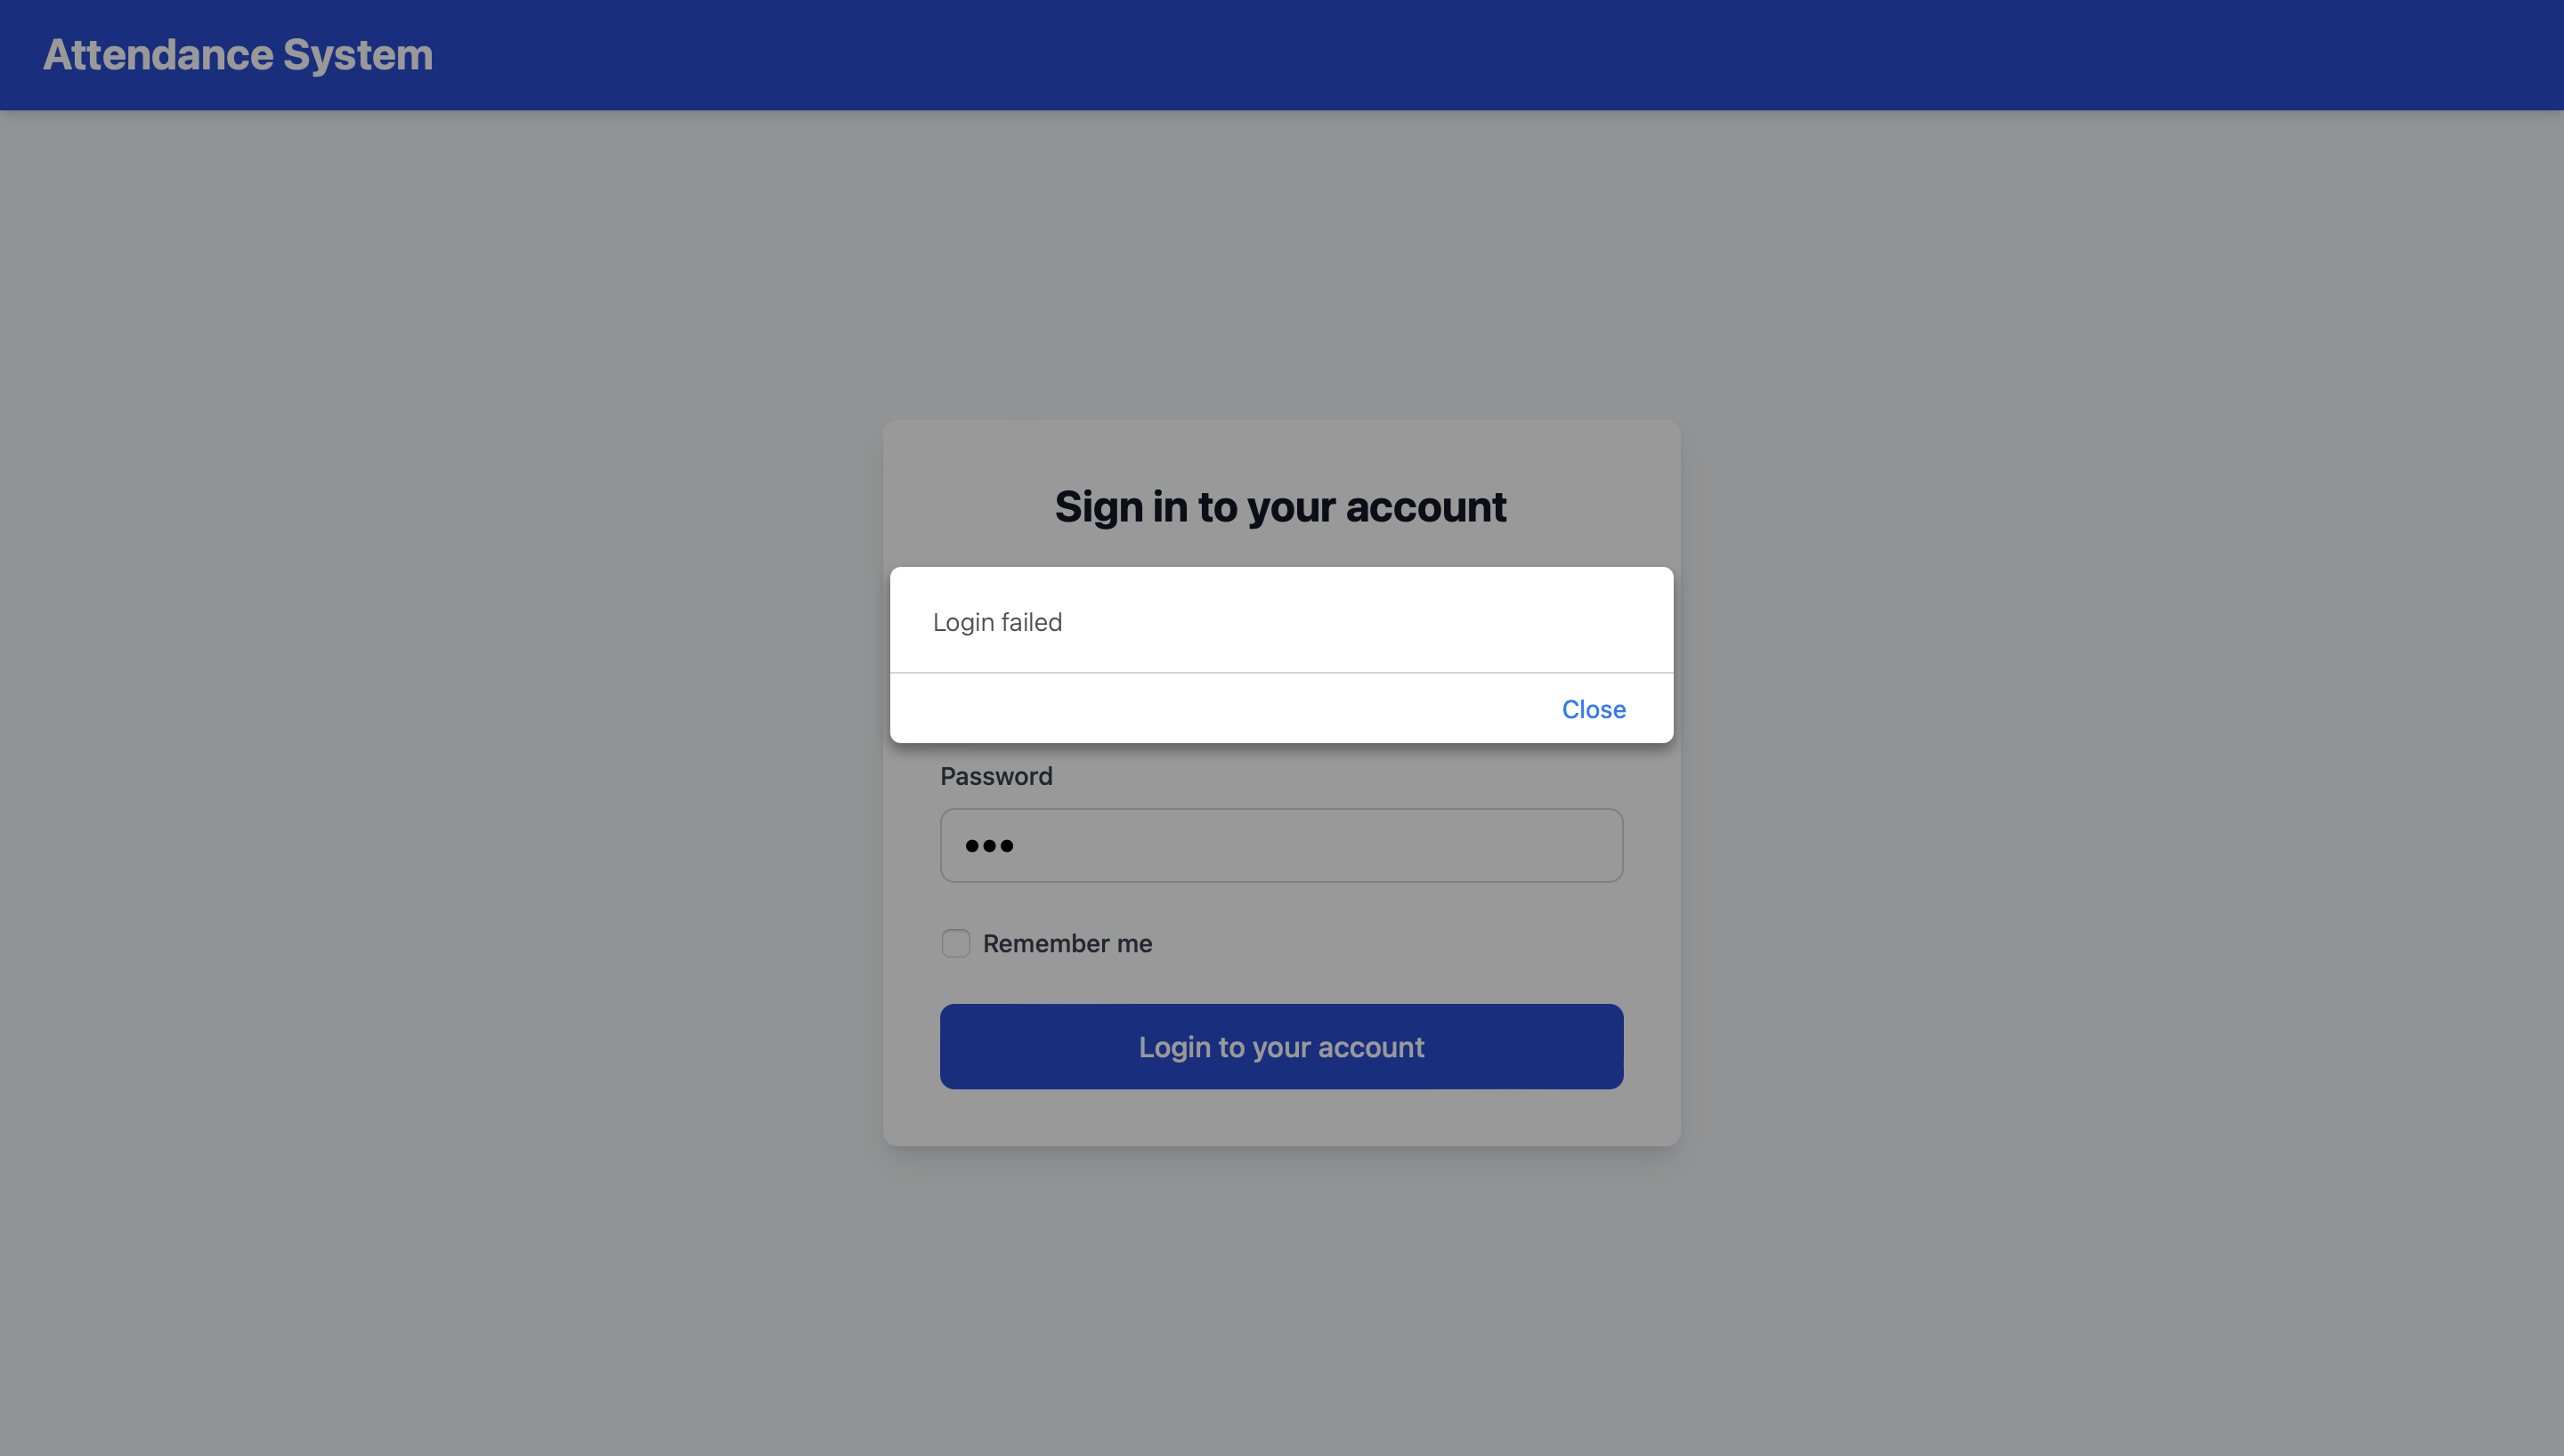 Attendance System
Sign in to your account
Login failed
Close
Password
Remember me
Login to your account